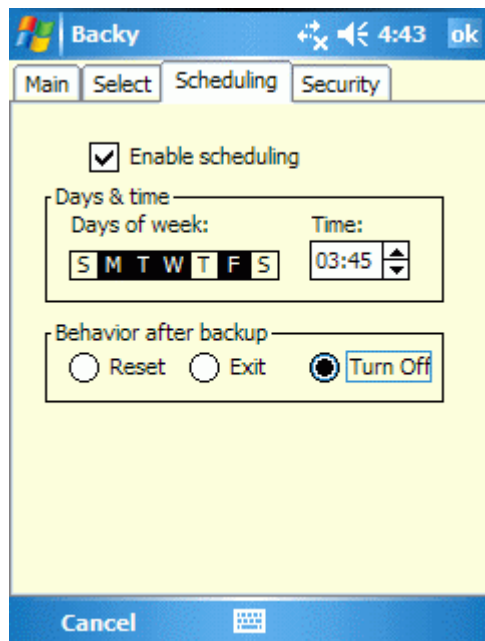 Backy 4:43 ok
Main Select Scheduling Security
Enable scheduling
Days & time
Days of week: Time:
S M T W T F S 03:45
Behavior after backup
Reset Exit Turn Off
Cancel